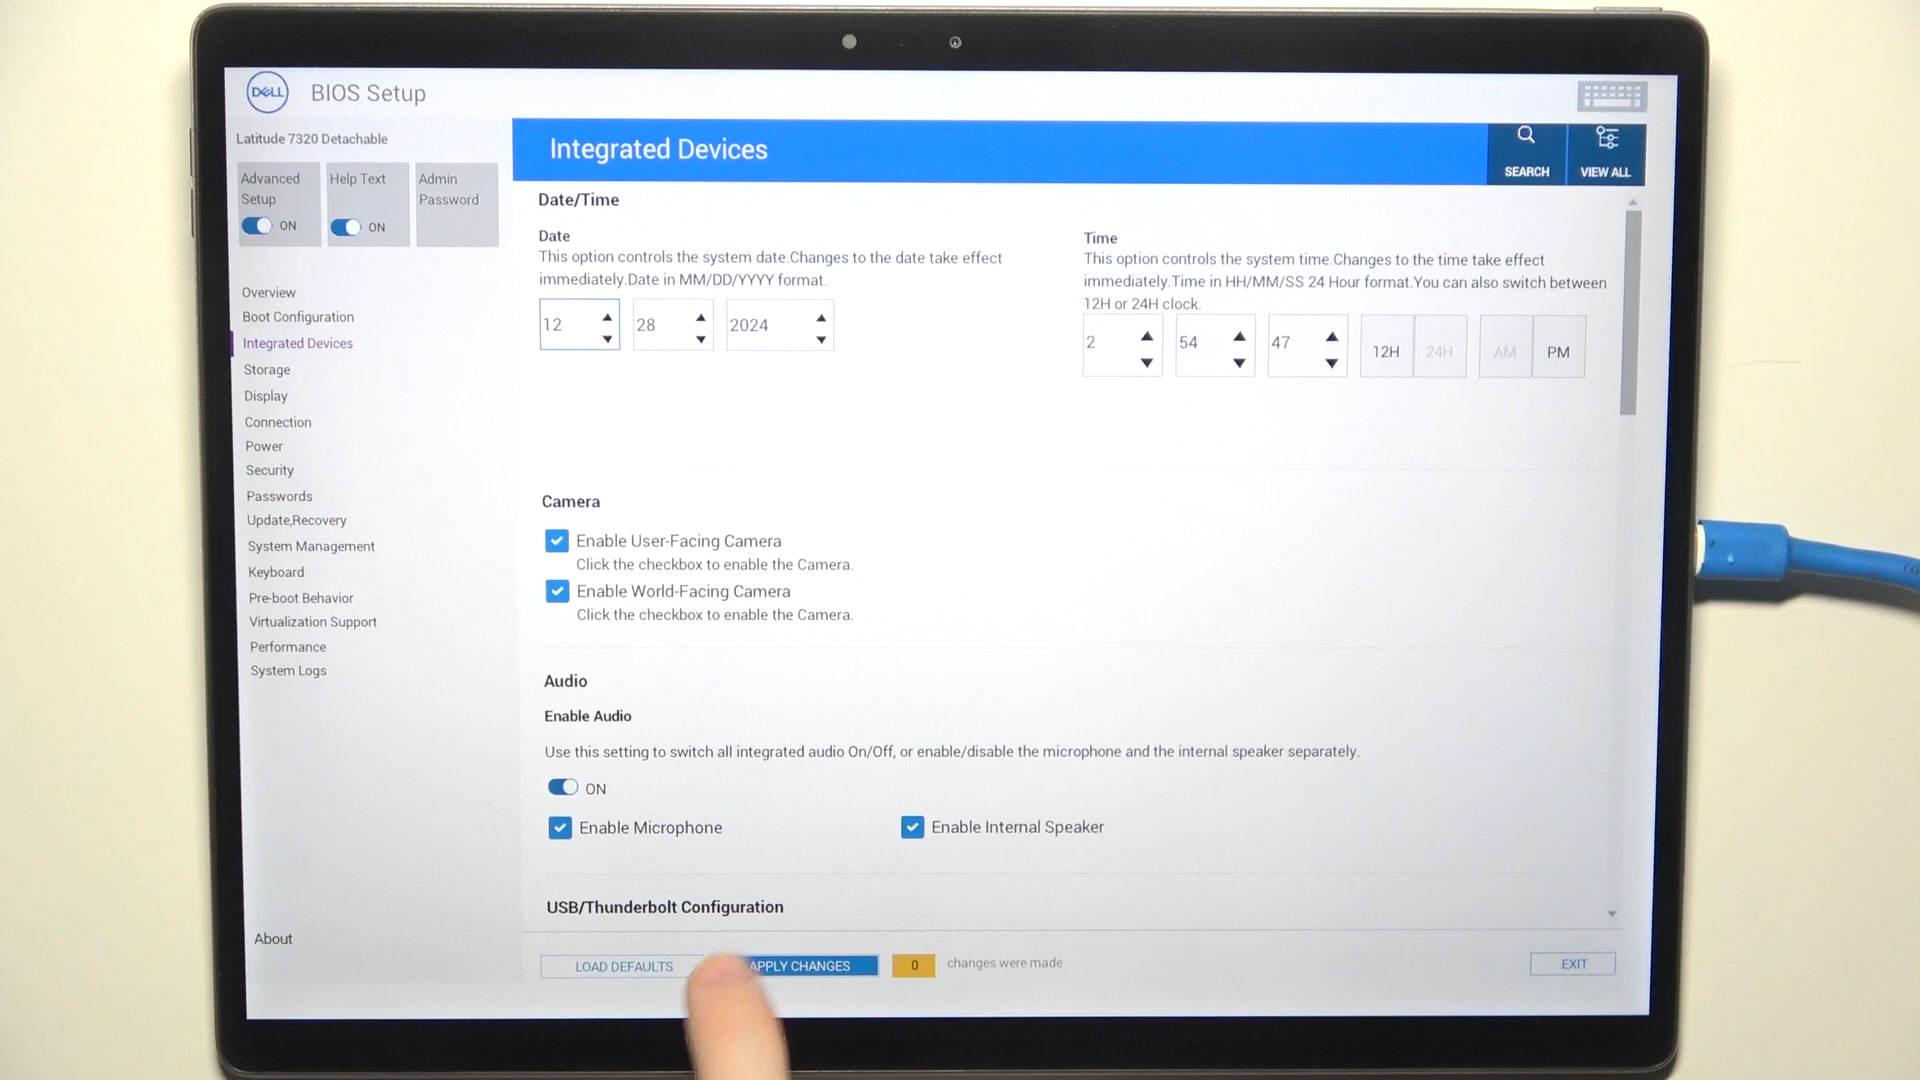 DELL
BIOS Setup
Latitude 7320 Detachable
Advanced Setup
ON
Help Text
ON
Admin Password
Overview
Boot Configuration
Integrated Devices
Storage
Display
Connection
Power
Security
Passwords
Update,Recovery
System Management
Keyboard
Pre-boot Behavior
Virtualization Support
Performance
System Logs
About
Integrated Devices
SEARCH
VIEW ALL
Date/Time
Date
This option controls the system date.Changes to the date take effect
immediately.Date in MM/DD/YYYY format.
12 28 2024
Time
This option controls the system time.Changes to the time take effect
immediately.Time in HH/MM/SS 24 Hour format.You can also switch between
12H or 24H clock.
2 54 47 12H 24H AM PM
Camera
Enable User-Facing Camera
Click the checkbox to enable the Camera.
Enable World-Facing Camera
Click the checkbox to enable the Camera.
Audio
Enable Audio
Use this setting to switch all integrated audio On/Off, or enable/disable the microphone and the internal speaker separately.
ON
Enable Microphone
Enable Internal Speaker
USB/Thunderbolt Configuration
LOAD DEFAULTS
APPLY CHANGES
0 changes were made
EXIT